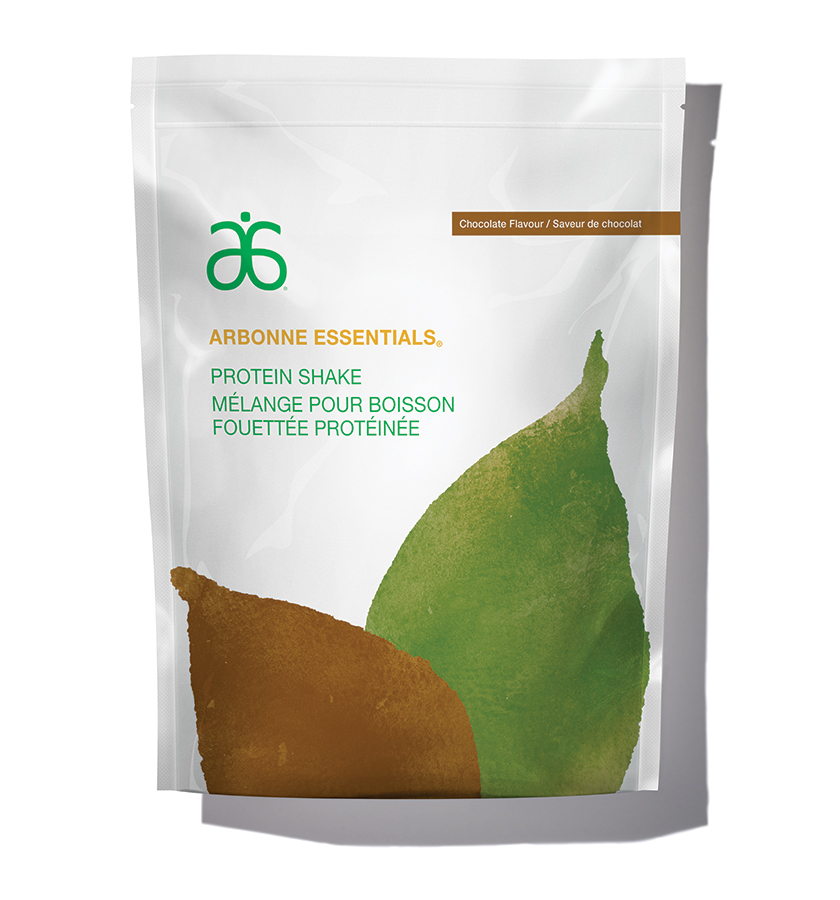 Chocolate Flavour / Saveur de chocolat
ARBONNE ESSENTIALS®
PROTEIN SHAKE
MÉLANGE POUR BOISSON
FOUETTÉE PROTÉINÉE